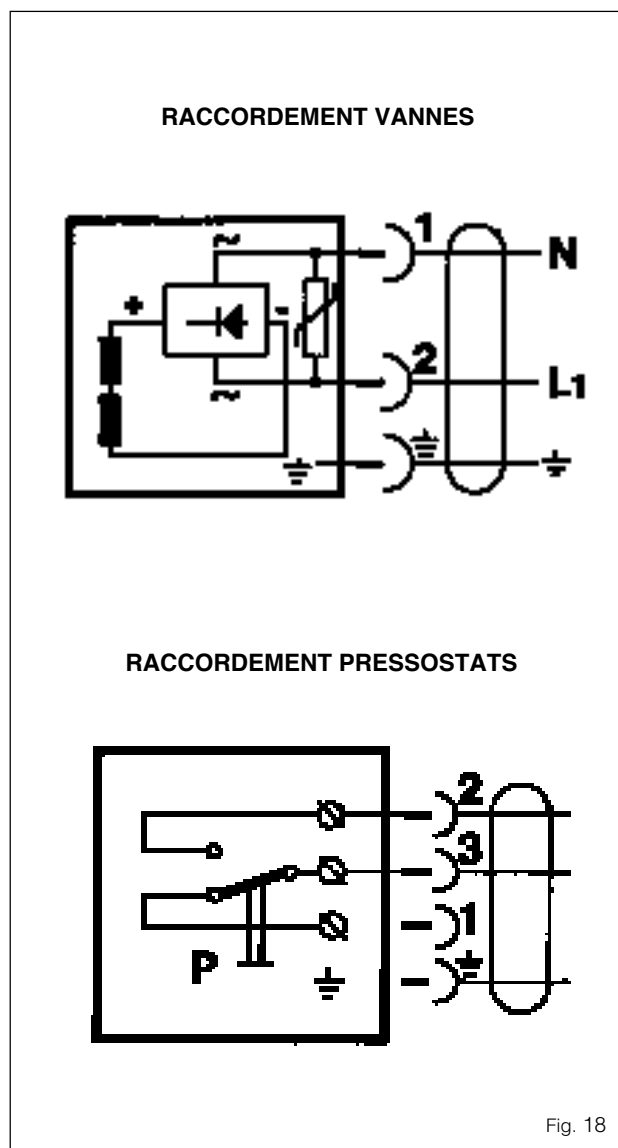 RACCORDEMENT VANNES
~
1
N
+
-
2
L1
~
RACCORDEMENT PRESSOSTATS
2
3
1
P
Fig. 18